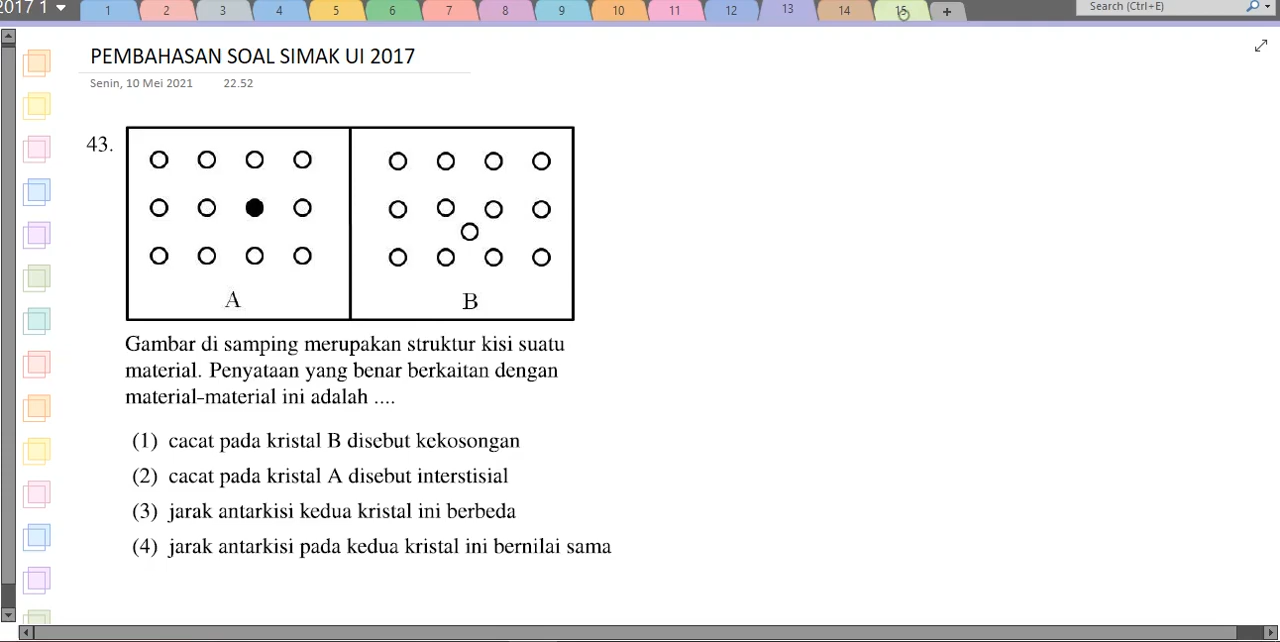 2017 1
1 2 3 4 5 6 7 8 9 10 11 12 13 14 15 +
Search (Ctrl+E)
PEMBAHASAN SOAL SIMAK UI 2017
Senin, 10 Mei 2021 22.52
43.
A B
Gambar di samping merupakan struktur kisi suatu
material. Penyataan yang benar berkaitan dengan
material-material ini adalah ....
(1) cacat pada kristal B disebut kekosongan
(2) cacat pada kristal A disebut interstisial
(3) jarak antarkisi kedua kristal ini berbeda
(4) jarak antarkisi pada kedua kristal ini bernilai sama